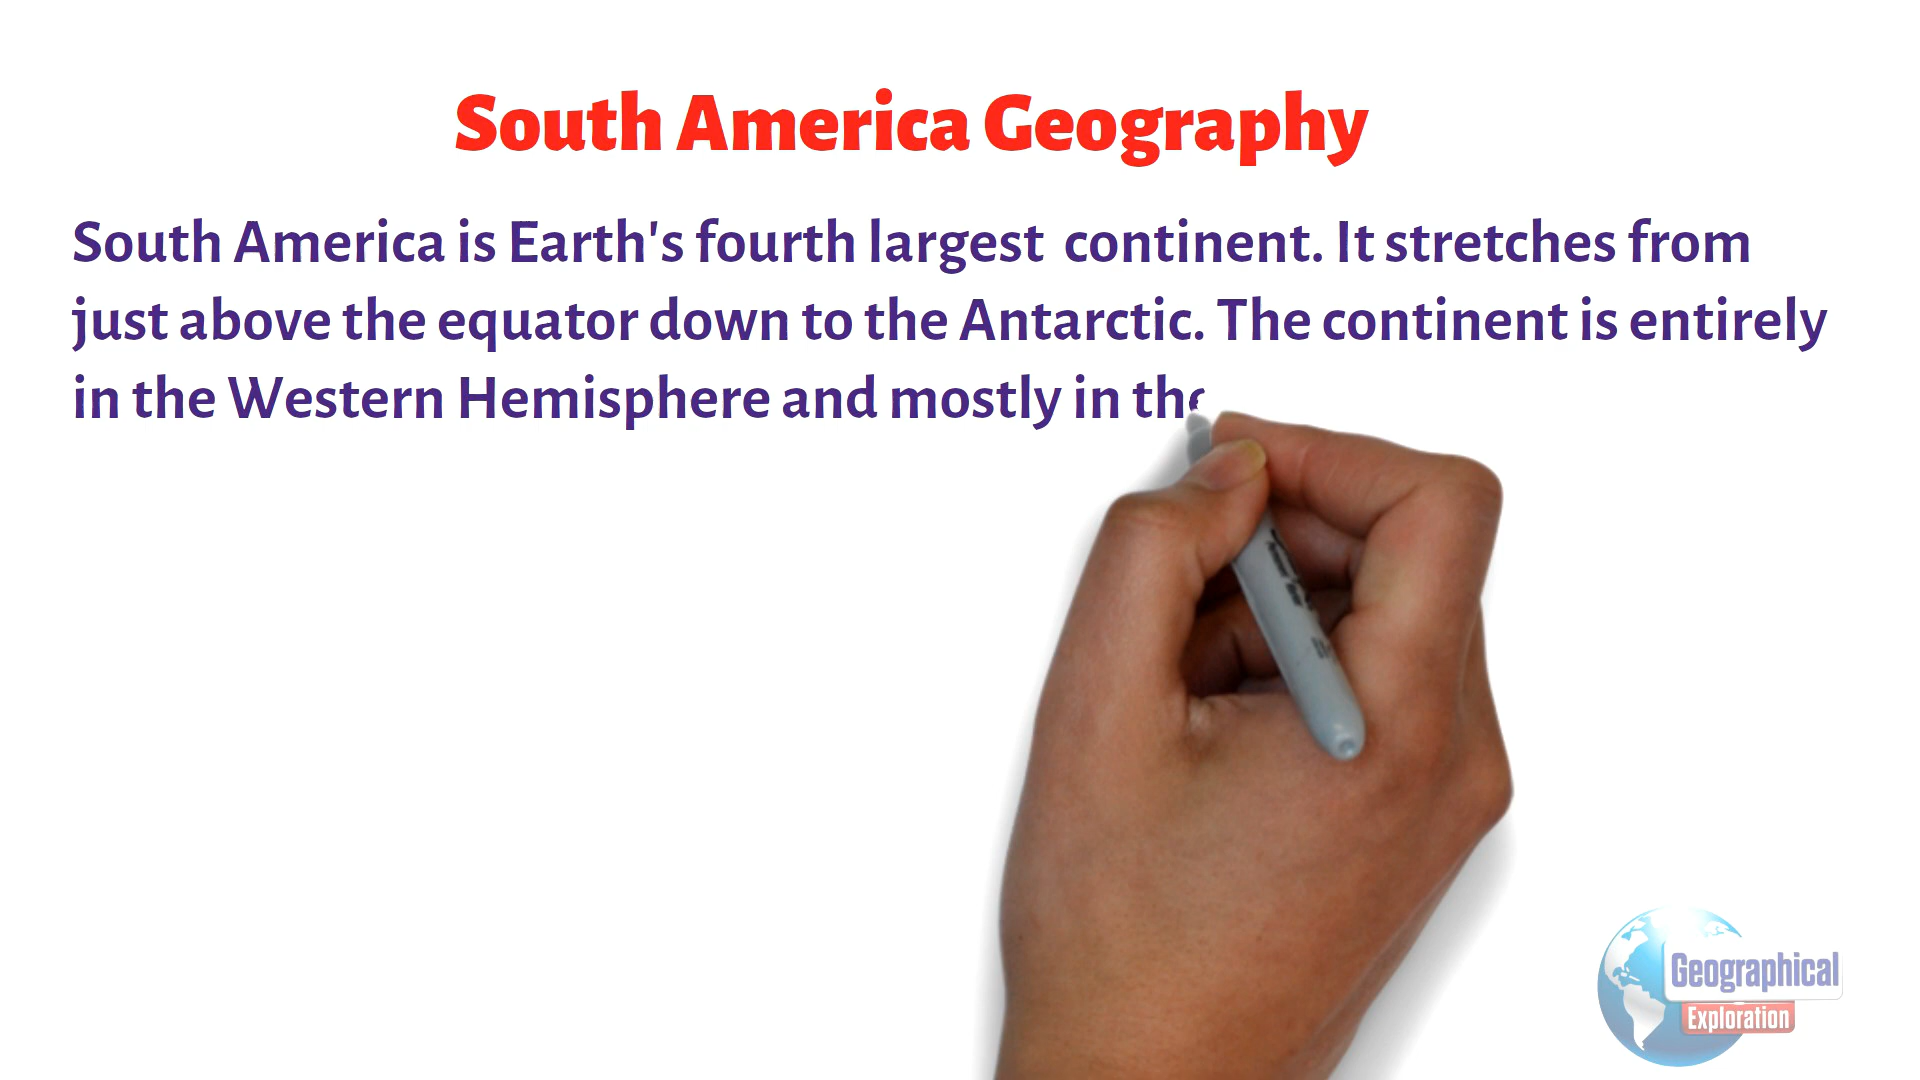 South America Geography
South America is Earth's fourth largest continent. It stretches from
just above the equator down to the Antarctic. The continent is entirely
in the Western Hemisphere and mostly in the
Geographical
Exploration